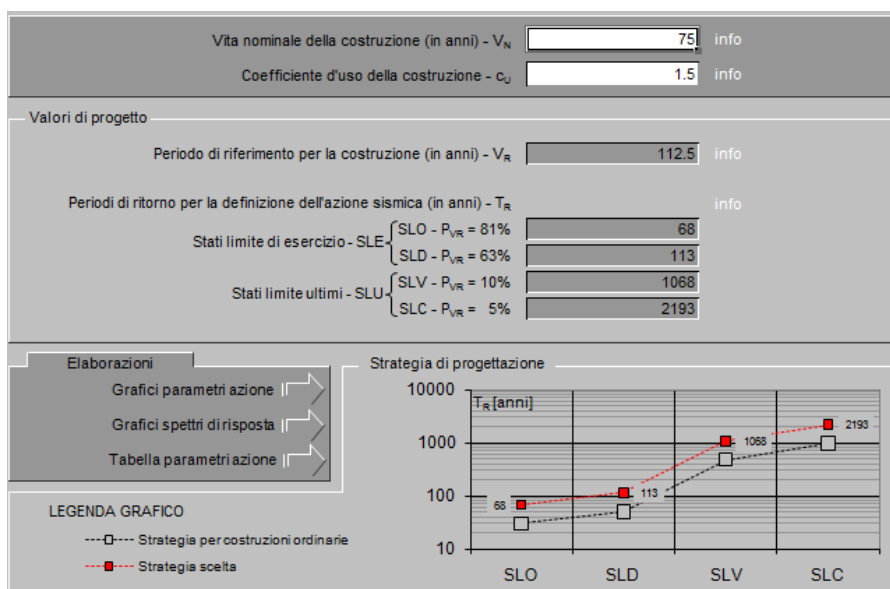 Vita nominale della costruzione (in anni) - VN 75 info
Coefficiente d'uso della costruzione - cU 1.5 info
Valori di progetto
Periodo di riferimento per la costruzione (in anni) - VR 112.5 info
Periodi di ritorno per la definizione dell'azione sismica (in anni) - TR info
Stati limite di esercizio - SLE
SLO - PVR = 81% 68
SLD - PVR = 63% 113
Stati limite ultimi - SLU
SLV - PVR = 10% 1068
SLC - PVR = 5% 2193
Elaborazioni
Grafici parametri azione
Grafici spettri di risposta
Tabella parametri azione
LEGENDA GRAFICO
Strategia per costruzioni ordinarie
Strategia scelta
Strategia di progettazione
TR [anni]
10000
1000
100
10
68
113
1068
2193
SLO SLD SLV SLC